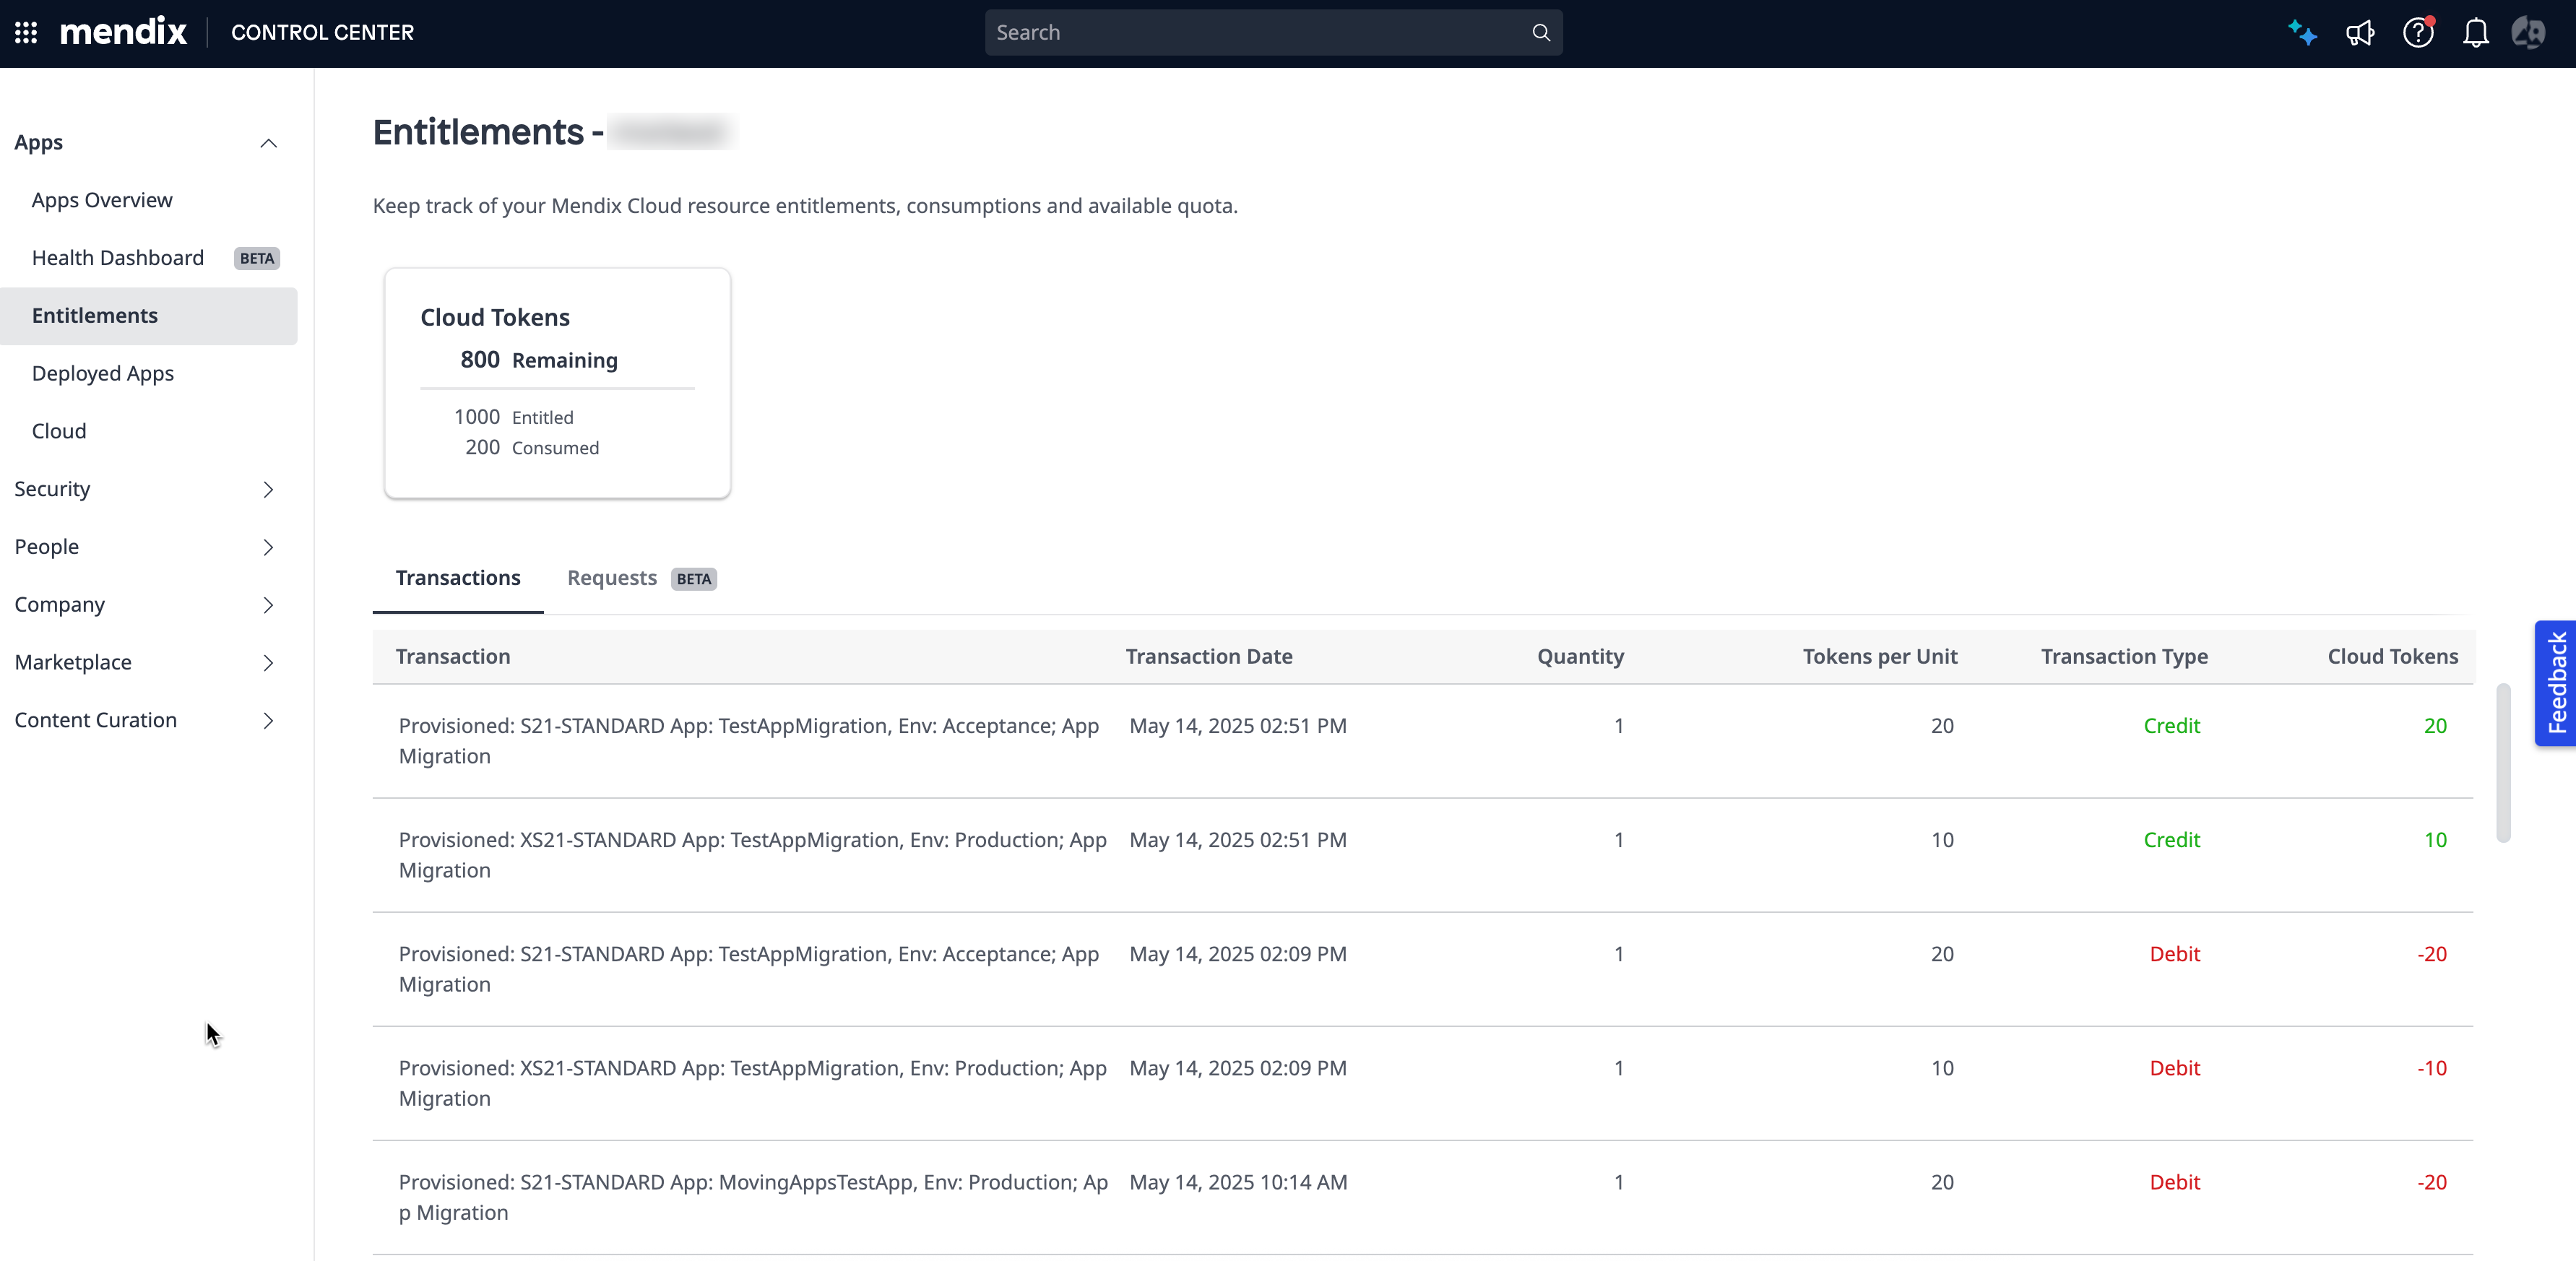 mendix CONTROL CENTER Search
Apps
Apps Overview
Health Dashboard BETA
Entitlements
Deployed Apps
Cloud
Security
People
Company
Marketplace
Content Curation
Entitlements -
Keep track of your Mendix Cloud resource entitlements, consumptions and available quota.
Cloud Tokens
800 Remaining
1000 Entitled
200 Consumed
Transactions Requests BETA
Transaction Transaction Date Quantity Tokens per Unit Transaction Type Cloud Tokens
Provisioned: S21-STANDARD App: TestAppMigration, Env: Acceptance; App May 14, 2025 02:51 PM 1 20 Credit 20
Migration
Provisioned: XS21-STANDARD App: TestAppMigration, Env: Production; App May 14, 2025 02:51 PM 1 10 Credit 10
Migration
Provisioned: S21-STANDARD App: TestAppMigration, Env: Acceptance; App May 14, 2025 02:09 PM 1 20 Debit -20
Migration
Provisioned: XS21-STANDARD App: TestAppMigration, Env: Production; App May 14, 2025 02:09 PM 1 10 Debit -10
Migration
Provisioned: S21-STANDARD App: MovingAppsTestApp, Env: Production; Ap May 14, 2025 10:14 AM 1 20 Debit -20
p Migration
Feedback